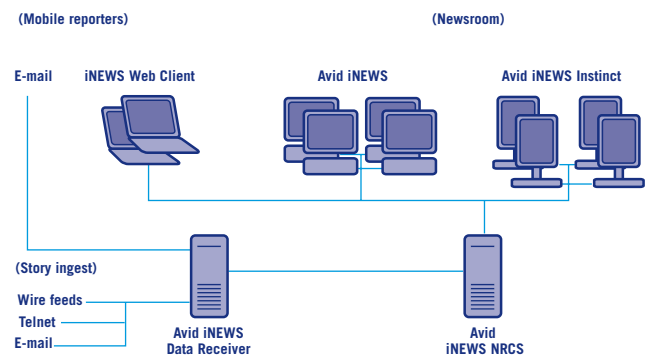 (Mobile reporters)
(Newsroom)
E-mail
iNEWS Web Client
Avid iNEWS
Avid iNEWS Instinct
(Story ingest)
Wire feeds
Telnet
E-mail
Avid iNEWS
Data Receiver
Avid
iNEWS NRCS